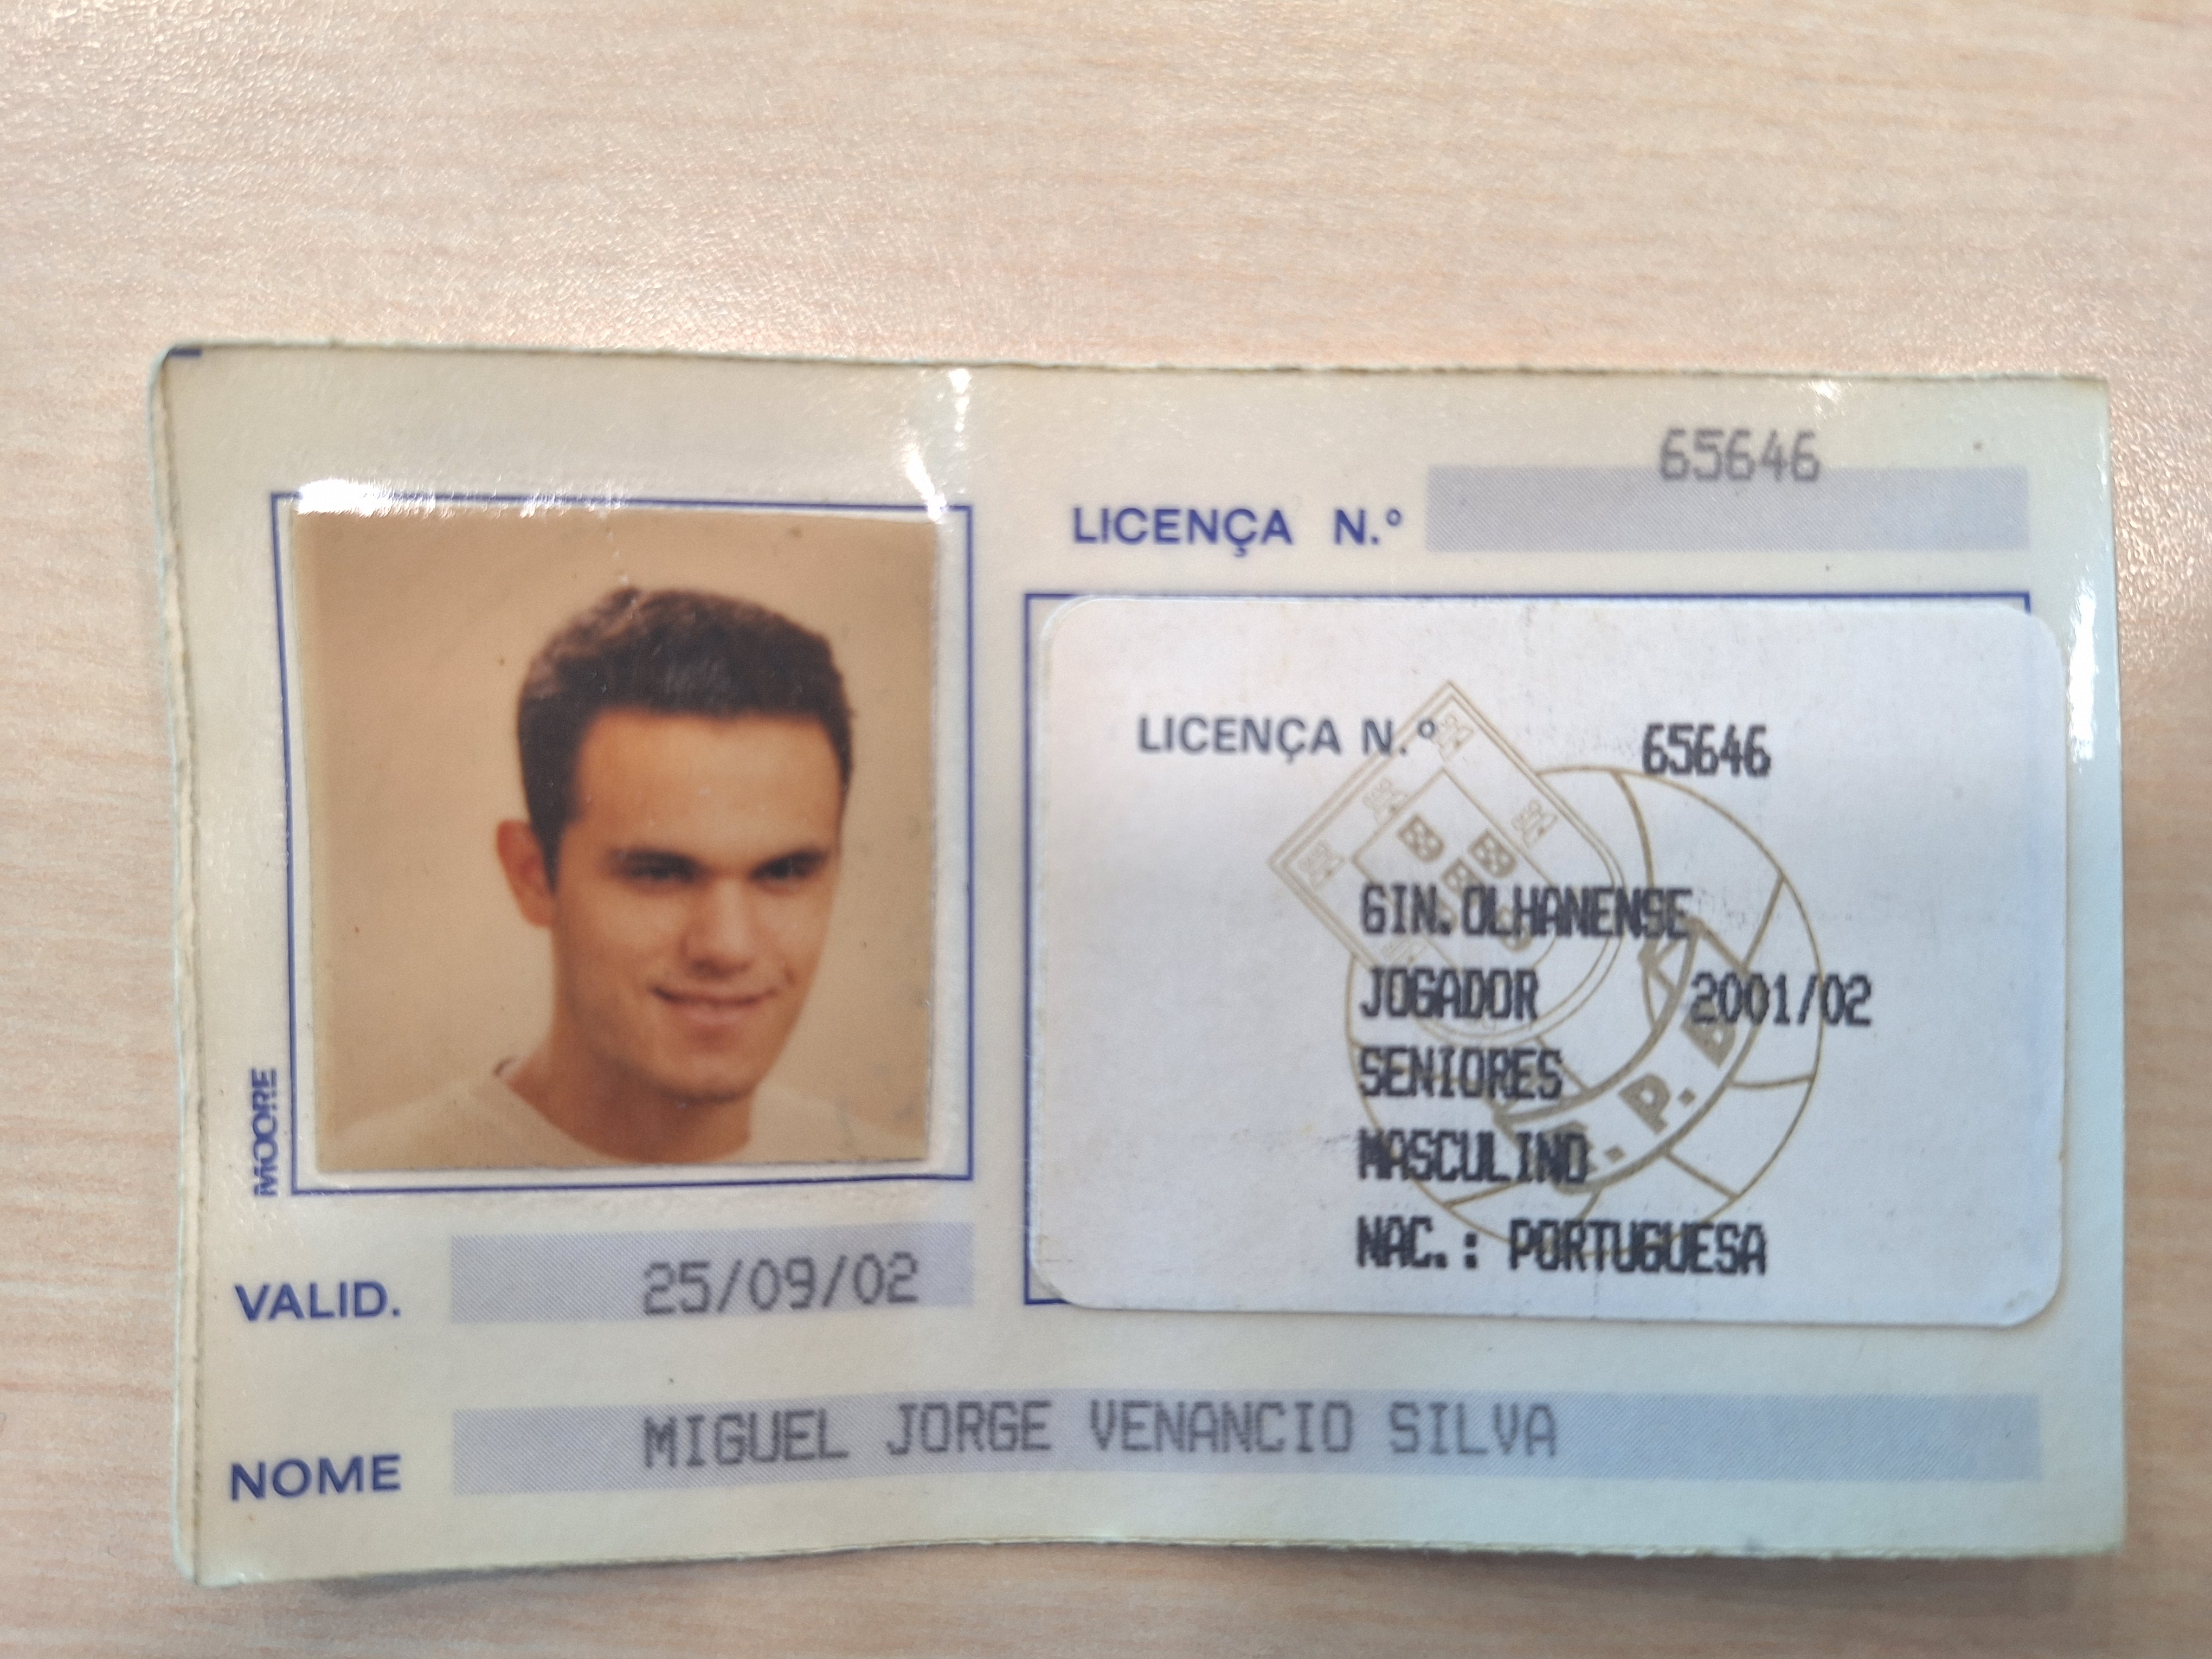 65646
LICENÇA N.º
LICENÇA N.º 65646
GIN.OLHANENSE
JOGADOR 2001/02
SENIORES
MASCULINO
NAC.: PORTUGUESA
P.
MOORE
VALID. 25/09/02
NOME MIGUEL JORGE VENANCIO SILVA